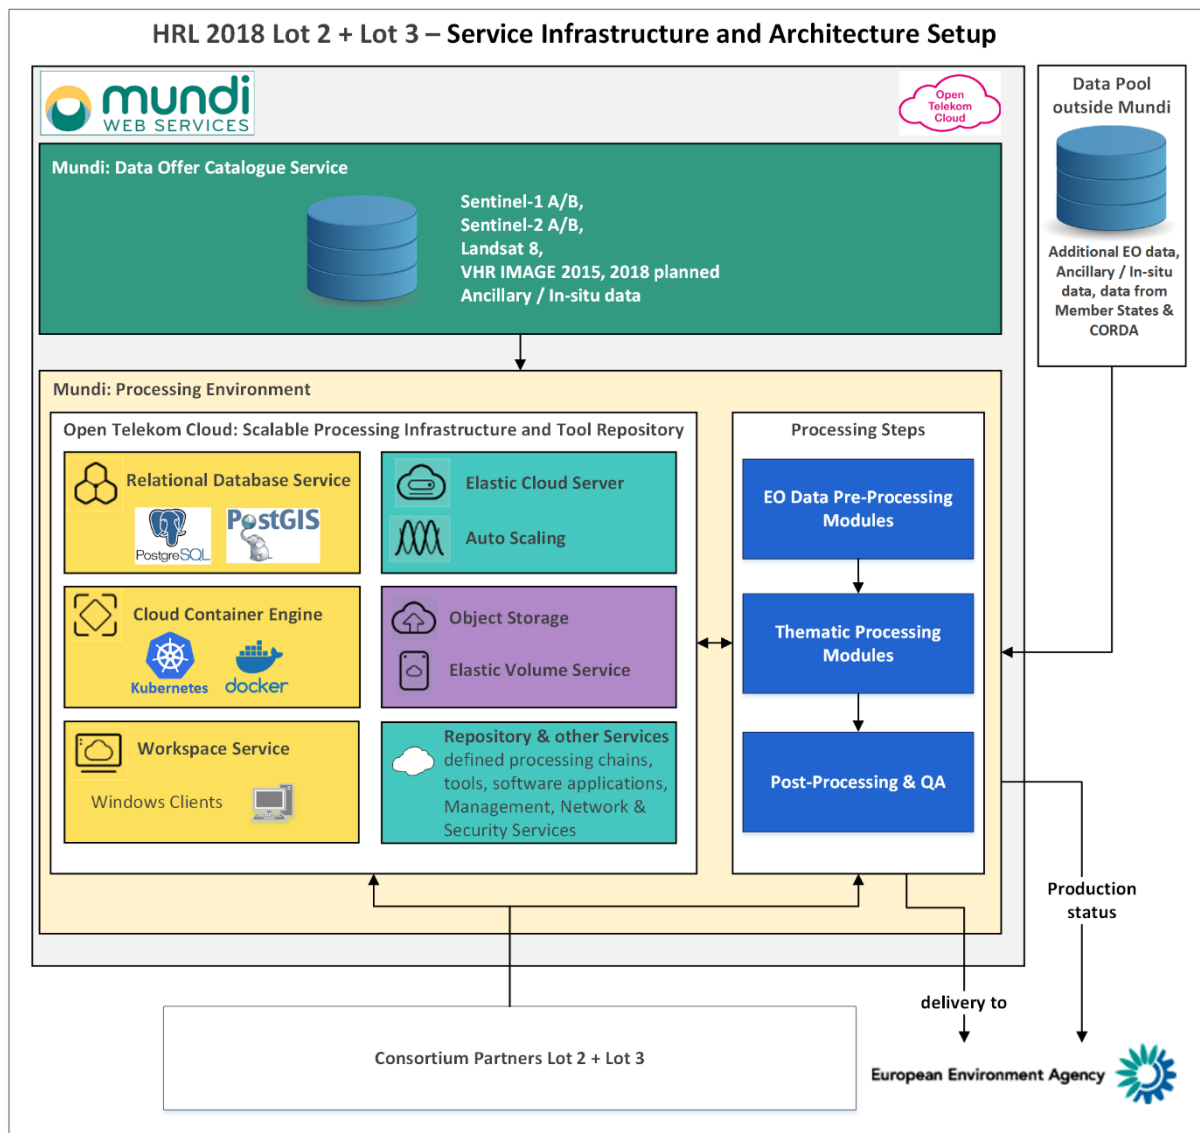 HRL 2018 Lot 2 + Lot 3 – Service Infrastructure and Architecture Setup
mundi
WEB SERVICES
Open
Telekom
Cloud
Data Pool
outside Mundi
Additional EO data,
Ancillary / In-situ
data, data from
Member States &
CORDA
Mundi: Data Offer Catalogue Service
Sentinel-1 A/B,
Sentinel-2 A/B,
Landsat 8,
VHR IMAGE 2015, 2018 planned
Ancillary / In-situ data
Mundi: Processing Environment
Open Telekom Cloud: Scalable Processing Infrastructure and Tool Repository
Relational Database Service
PostgreSQL
PostGIS
Elastic Cloud Server
Auto Scaling
Cloud Container Engine
Kubernetes
docker
Object Storage
Elastic Volume Service
Workspace Service
Windows Clients
Repository & other Services
defined processing chains,
tools, software applications,
Management, Network &
Security Services
Processing Steps
EO Data Pre-Processing
Modules
Thematic Processing
Modules
Post-Processing & QA
Production
status
delivery to
Consortium Partners Lot 2 + Lot 3
European Environment Agency